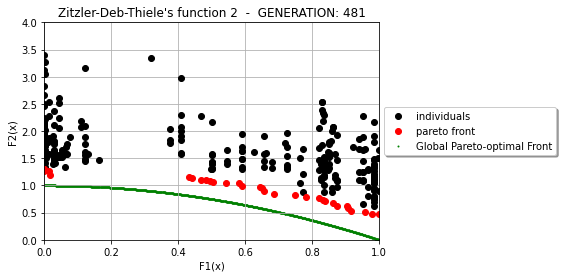 Zitzler-Deb-Thiele's function 2 - GENERATION: 481
4.0
3.5
3.0
2.5
2.0
1.5
1.0
0.5
0.0
F2(x)
0.0 0.2 0.4 0.6 0.8 1.0
F1(x)
individuals
pareto front
Global Pareto-optimal Front